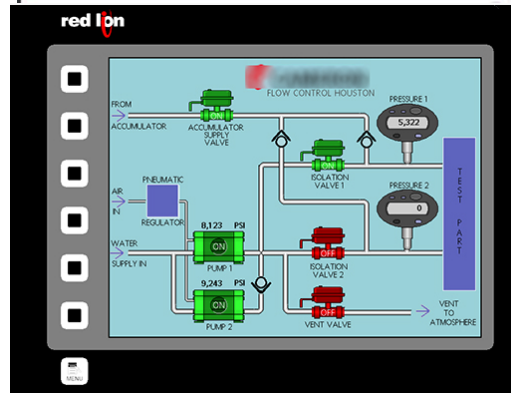 red lion
FLOW CONTROL HOUSTON
PRESSURE 1
5,322
FROM
ACCUMULATOR
ON
ACCUMULATOR
SUPPLY
VALVE
ON
ISOLATION
VALVE 1
TEST PART
PNEUMATIC
REGULATOR
AIR
IN
PRESSURE 2
0
8,123 PSI
ON
PUMP 1
WATER
SUPPLY IN
OFF
ISOLATION
VALVE 2
9,243 PSI
ON
PUMP 2
OFF
VENT VALVE
VENT
TO
ATMOSPHERE
MENU